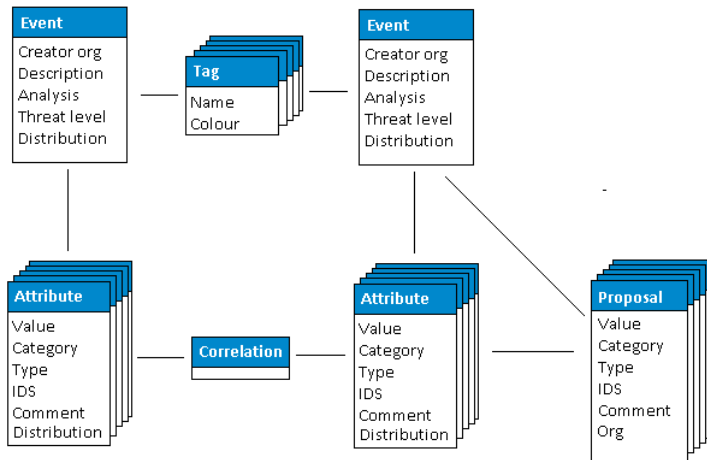 Event
Creator org
Description
Analysis
Threat level
Distribution
Tag
Name
Colour
Event
Creator org
Description
Analysis
Threat level
Distribution
Attribute
Value
Category
Type
IDS
Comment
Distribution
Correlation
Attribute
Value
Category
Type
IDS
Comment
Distribution
Proposal
Value
Category
Type
IDS
Comment
Org